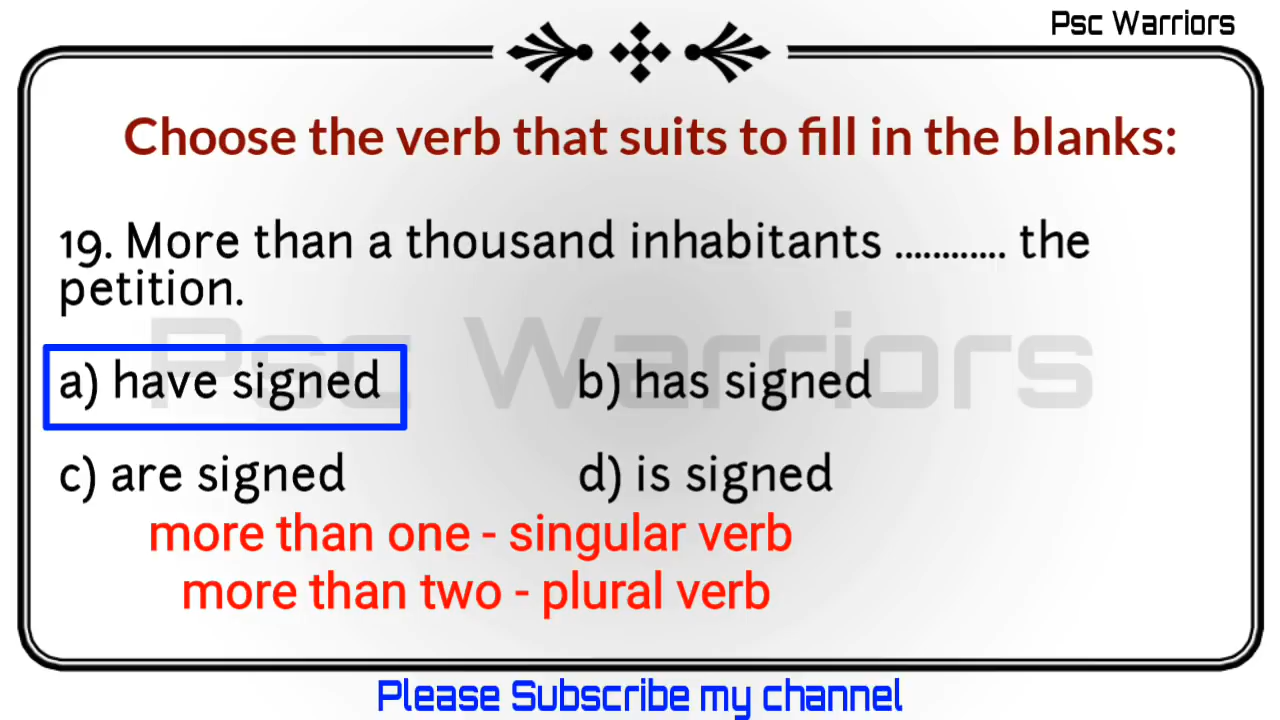 Psc Warriors
Choose the verb that suits to fill in the blanks:
19. More than a thousand inhabitants ............ the
petition.
Psc Warriors
a) have signed b) has signed
c) are signed d) is signed
more than one - singular verb
more than two - plural verb
Please Subscribe my channel